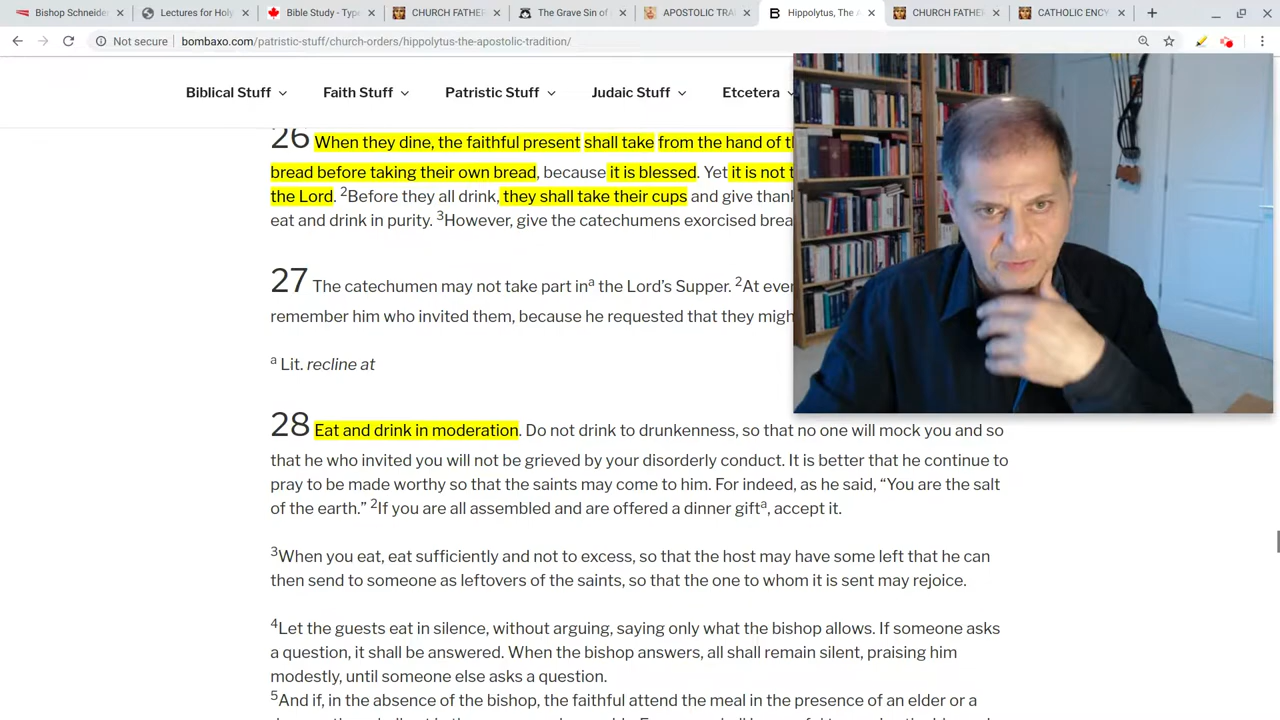 Bishop Schneider
Lectures for Holy
Bible Study - Type
CHURCH FATHER
The Grave Sin of
APOSTOLIC TRA
Hippolytus, The A
CHURCH FATHE
CATHOLIC ENCY
Not secure | bombaxo.com/patristic-stuff/church-orders/hippolytus-the-apostolic-tradition/
Biblical Stuff
Faith Stuff
Patristic Stuff
Judaic Stuff
Etcetera
26 When they dine, the faithful present shall take from the hand of
bread before taking their own bread, because it is blessed. Yet it is not
the Lord. 2Before they all drink, they shall take their cups and give
eat and drink in purity. 3However, give the catechumens exorcised
27 The catechumen may not take part ina the Lord's Supper. 2At
remember him who invited them, because he requested that they
a Lit. recline at
28 Eat and drink in moderation. Do not drink to drunkenness, so that no one will mock you and so
that he who invited you will not be grieved by your disorderly conduct. It is better that he continue to
pray to be made worthy so that the saints may come to him. For indeed, as he said, “You are the salt
of the earth.” 2If you are all assembled and are offered a dinner gifta, accept it.
3When you eat, eat sufficiently and not to excess, so that the host may have some left that he can
then send to someone as leftovers of the saints, so that the one to whom it is sent may rejoice.
4Let the guests eat in silence, without arguing, saying only what the bishop allows. If someone asks
a question, it shall be answered. When the bishop answers, all shall remain silent, praising him
modestly, until someone else asks a question.
5And if, in the absence of the bishop, the faithful attend the meal in the presence of an elder or a